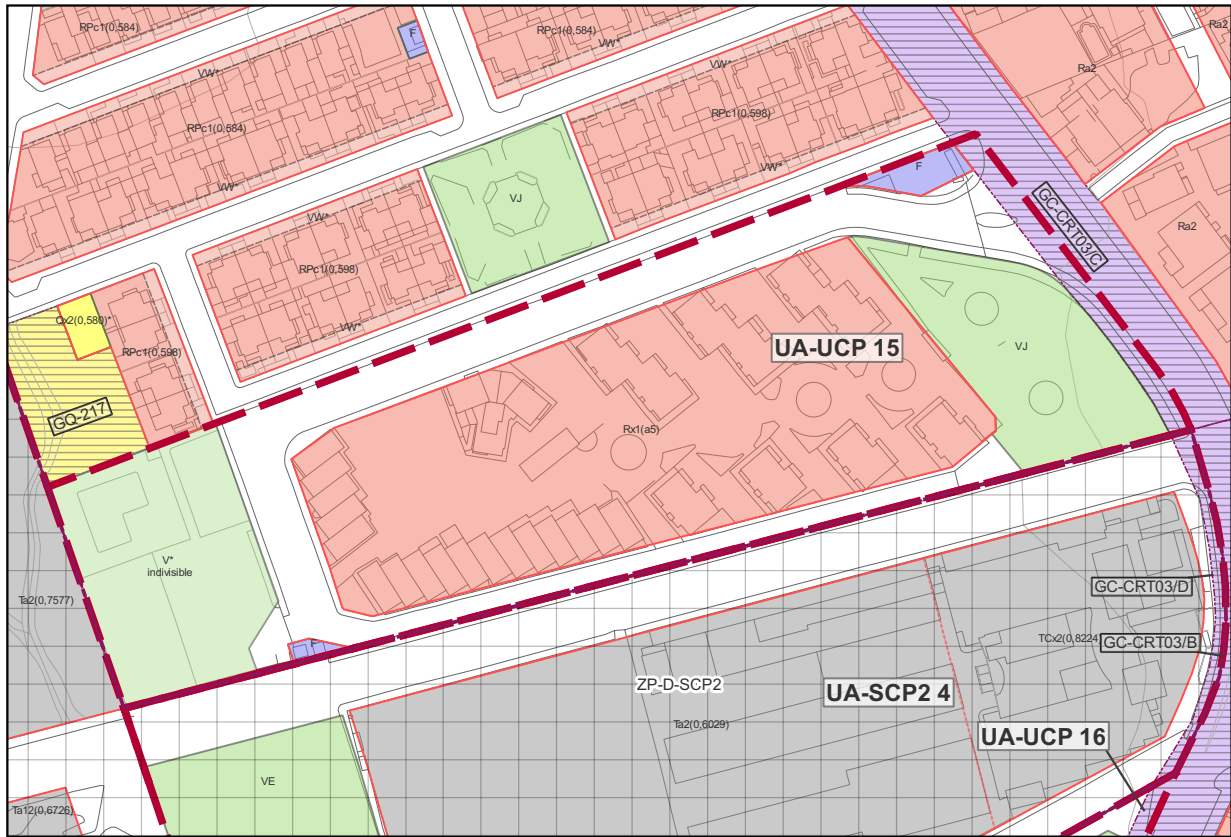 RPc1(0,584)
F
RPc1(0,584)
VW*
Ra2
Ra2
VW*
VW*
RPc1(0,584)
RPc1(0,598)
VW*
VW*
F
VJ
GC-CRT03/C
VW*
Ra2
RPc1(0,598)
Qx2(0,580)*
VW*
RPc1(0,598)
UA-UCP 15
VJ
GQ-217
Rx1(a5)
V*
indivisible
Ta2(0,7577)
GC-CRT03/D
F
TCx2(0,8224
GC-CRT03/B
ZP-D-SCP2
UA-SCP2 4
Ta2(0,6029)
UA-UCP 16
VE
Ta12(0,6726)